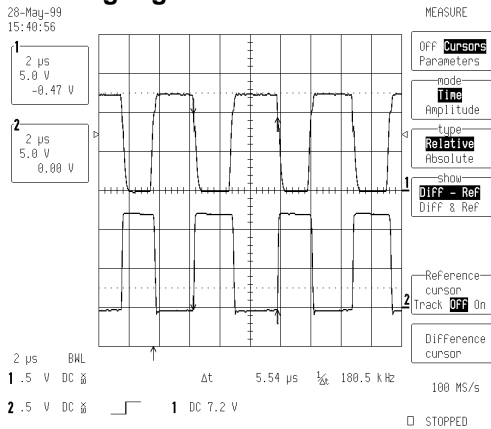 28-May-99
15:40:56
1
2 µs
5.0 V
-0.47 V
2
2 µs
5.0 V
0.00 V
1
2
2 µs BWL
1 .5 V DC
2 .5 V DC
1 DC 7.2 V
Δt 5.54 µs 1/Δt 180.5 kHz
MEASURE
Off Cursors
Parameters
mode
Time
Amplitude
type
Relative
Absolute
show
Diff - Ref
Diff & Ref
Reference
cursor
Track Off On
Difference
cursor
100 MS/s
STOPPED